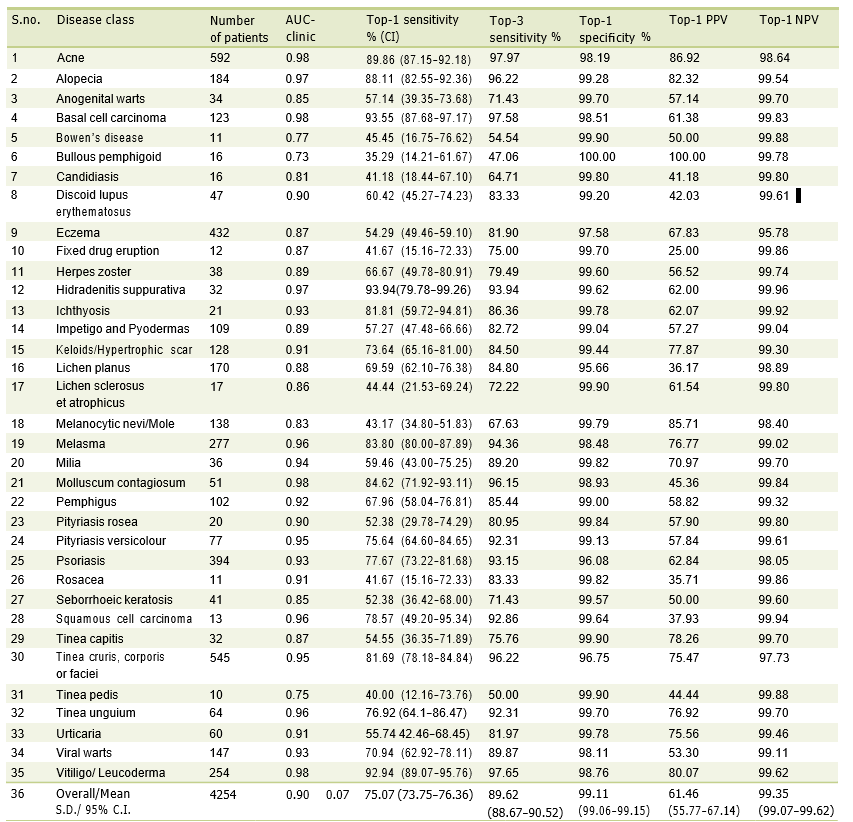 S.no. Disease class Number of patients AUC-clinic Top-1 sensitivity % (CI) Top-3 sensitivity % Top-1 specificity % Top-1 PPV Top-1 NPV
1 Acne 592 0.98 89.86 (87.15–92.18) 97.97 98.19 86.92 98.64
2 Alopecia 184 0.97 88.11 (82.55–92.36) 96.22 99.28 82.32 99.54
3 Anogenital warts 34 0.85 57.14 (39.35–73.68) 71.43 99.70 57.14 99.70
4 Basal cell carcinoma 123 0.98 93.55 (87.68–97.17) 97.58 98.51 61.38 99.83
5 Bowen's disease 11 0.77 45.45 (16.75–76.62) 54.54 99.90 50.00 99.88
6 Bullous pemphigoid 16 0.73 35.29 (14.21–61.67) 47.06 100.00 100.00 99.78
7 Candidiasis 16 0.81 41.18 (18.44–67.10) 64.71 99.80 41.18 99.80
8 Discoid lupus 47 0.90 60.42 (45.27–74.23) 83.33 99.20 42.03 99.61
erythematosus
9 Eczema 432 0.87 54.29 (49.46–59.10) 81.90 97.58 67.83 95.78
10 Fixed drug eruption 12 0.87 41.67 (15.16–72.33) 75.00 99.70 25.00 99.86
11 Herpes zoster 38 0.89 66.67 (49.78–80.91) 79.49 99.60 56.52 99.74
12 Hidradenitis suppurativa 32 0.97 93.94(79.78–99.26) 93.94 99.62 62.00 99.96
13 Ichthyosis 21 0.93 81.81 (59.72–94.81) 86.36 99.78 62.07 99.92
14 Impetigo and Pyodermas 109 0.89 57.27 (47.48–66.66) 82.72 99.04 57.27 99.04
15 Keloids/Hypertrophic scar 128 0.91 73.64 (65.16–81.00) 84.50 99.44 77.87 99.30
16 Lichen planus 170 0.88 69.59 (62.10–76.38) 84.80 95.66 36.17 98.89
17 Lichen sclerosus 17 0.86 44.44 (21.53–69.24) 72.22 99.90 61.54 99.80
et atrophicus
18 Melanocytic nevi/Mole 138 0.83 43.17 (34.80–51.83) 67.63 99.79 85.71 98.40
19 Melasma 277 0.96 83.80 (80.00–87.89) 94.36 98.48 76.77 99.02
20 Milia 36 0.94 59.46 (43.00–75.25) 89.20 99.82 70.97 99.70
21 Molluscum contagiosum 51 0.98 84.62 (71.92–93.11) 96.15 98.93 45.36 99.84
22 Pemphigus 102 0.92 67.96 (58.04–76.81) 85.44 99.00 58.82 99.32
23 Pityriasis rosea 20 0.90 52.38 (29.78–74.29) 80.95 99.84 57.90 99.80
24 Pityriasis versicolour 77 0.95 75.64 (64.60–84.65) 92.31 99.13 57.84 99.61
25 Psoriasis 394 0.93 77.67 (73.22–81.68) 93.15 96.08 62.84 98.05
26 Rosacea 11 0.91 41.67 (15.16–72.33) 83.33 99.82 35.71 99.86
27 Seborrhoeic keratosis 41 0.85 52.38 (36.42–68.00) 71.43 99.57 50.00 99.60
28 Squamous cell carcinoma 13 0.96 78.57 (49.20–95.34) 92.86 99.64 37.93 99.94
29 Tinea capitis 32 0.87 54.55 (36.35–71.89) 75.76 99.90 78.26 99.70
30 Tinea cruris, corporis 545 0.95 81.69 (78.18–84.84) 96.22 96.75 75.47 97.73
or faciei
31 Tinea pedis 10 0.75 40.00 (12.16–73.76) 50.00 99.90 44.44 99.88
32 Tinea unguium 64 0.96 76.92 (64.1–86.47) 92.31 99.70 76.92 99.70
33 Urticaria 60 0.91 55.74 42.46–68.45) 81.97 99.78 75.56 99.46
34 Viral warts 147 0.93 70.94 (62.92–78.11) 89.87 98.11 53.30 99.11
35 Vitiligo/ Leucoderma 254 0.98 92.94 (89.07–95.76) 97.65 98.76 80.07 99.62
36 Overall/Mean 4254 0.90 0.07 75.07 (73.75–76.36) 89.62 99.11 61.46 99.35
S.D./ 95% C.I. (88.67–90.52) (99.06–99.15) (55.77–67.14) (99.07–99.62)